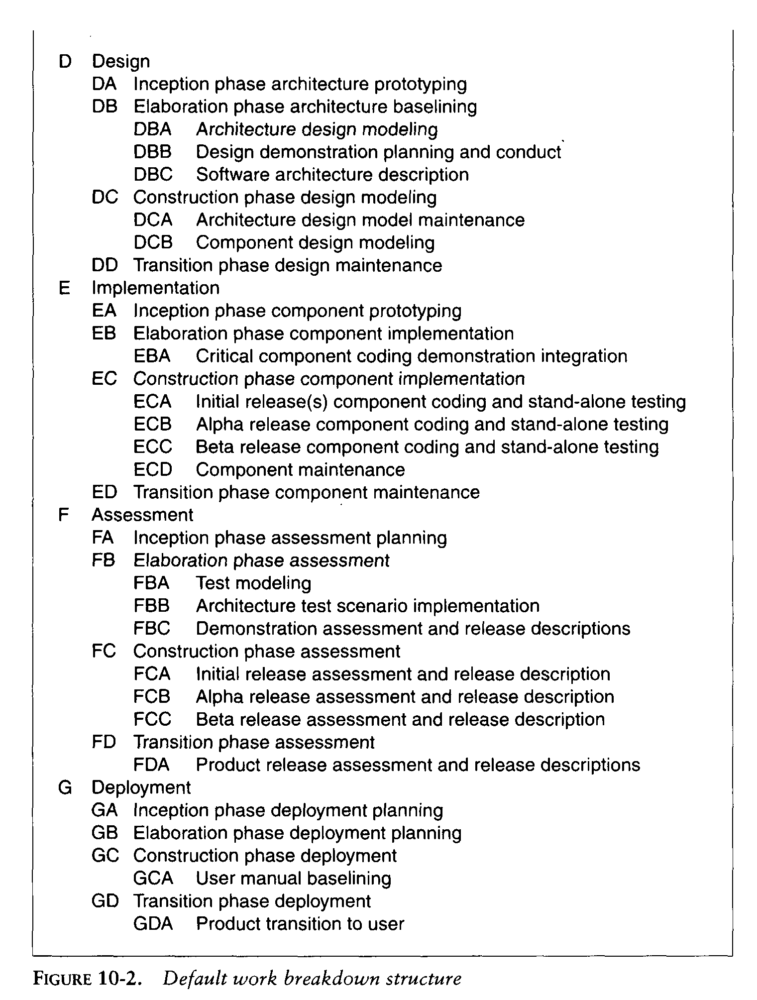 D Design
DA Inception phase architecture prototyping
DB Elaboration phase architecture baselining
DBA Architecture design modeling
DBB Design demonstration planning and conduct
DBC Software architecture description
DC Construction phase design modeling
DCA Architecture design model maintenance
DCB Component design modeling
DD Transition phase design maintenance
E Implementation
EA Inception phase component prototyping
EB Elaboration phase component implementation
EBA Critical component coding demonstration integration
EC Construction phase component implementation
ECA Initial release(s) component coding and stand-alone testing
ECB Alpha release component coding and stand-alone testing
ECC Beta release component coding and stand-alone testing
ECD Component maintenance
ED Transition phase component maintenance
F Assessment
FA Inception phase assessment planning
FB Elaboration phase assessment
FBA Test modeling
FBB Architecture test scenario implementation
FBC Demonstration assessment and release descriptions
FC Construction phase assessment
FCA Initial release assessment and release description
FCB Alpha release assessment and release description
FCC Beta release assessment and release description
FD Transition phase assessment
FDA Product release assessment and release descriptions
G Deployment
GA Inception phase deployment planning
GB Elaboration phase deployment planning
GC Construction phase deployment
GCA User manual baselining
GD Transition phase deployment
GDA Product transition to user
FIGURE 10-2. Default work breakdown structure